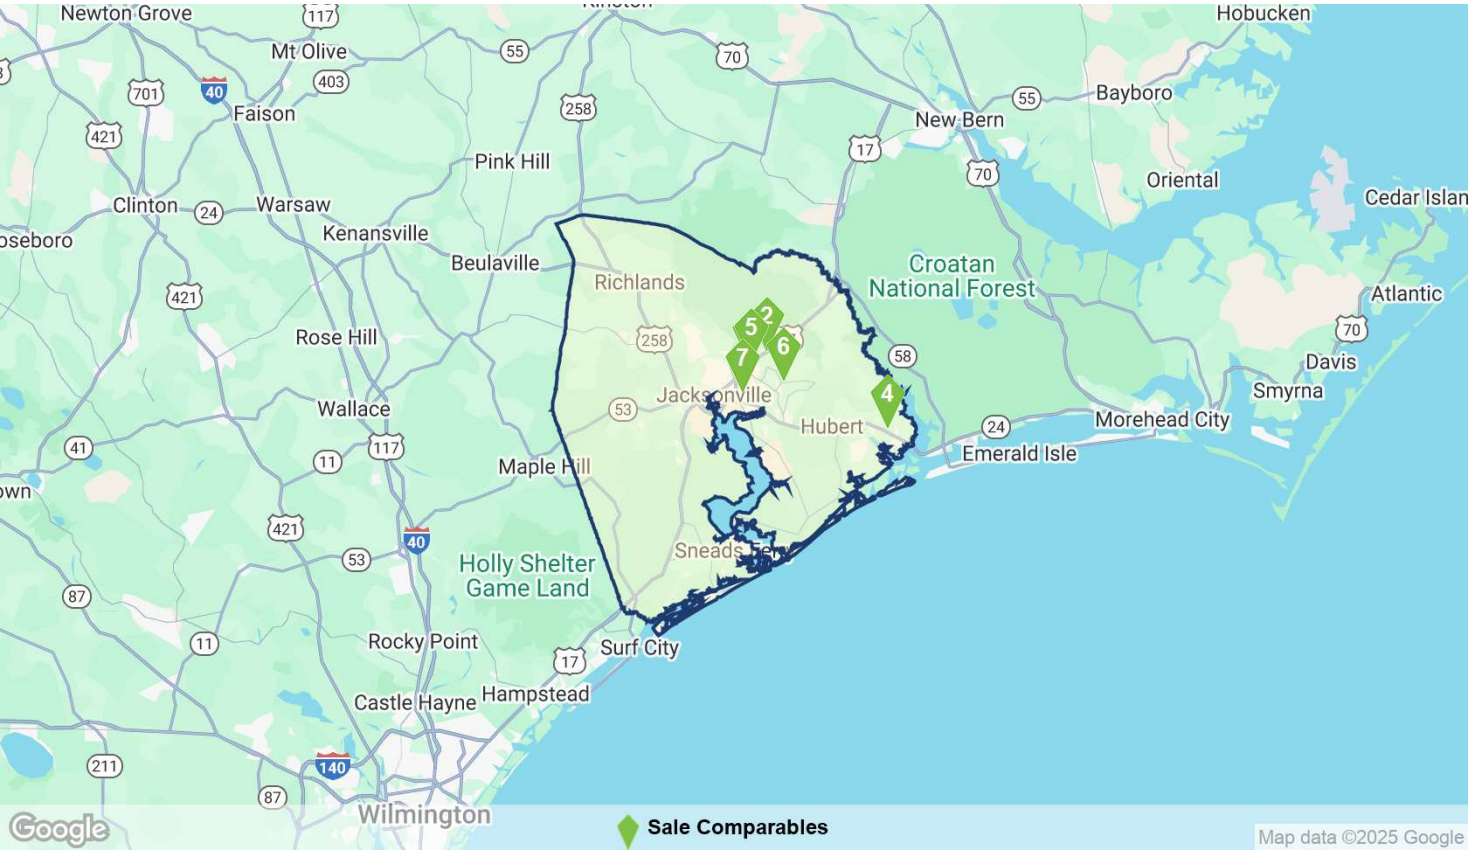 Newton Grove
117
Hobucken
Mt Olive
55
70
403
701
40
Faison
258
55
Bayboro
New Bern
421
17
Pink Hill
70
Oriental
Clinton
24
Warsaw
Cedar Islan
Kenansville
oseboro
Beulaville
Croatan
National Forest
Richlands
421
Atlantic
2
5
70
Rose Hill
258
6
58
7
Davis
Smyrna
Jacksonville
4
Wallace
53
Hubert
24
Morehead City
41
117
11
Emerald Isle
Maple Hill
own
421
40
53
Sneads Ferry
Holly Shelter
Game Land
87
11
Rocky Point
Surf City
17
Hampstead
Castle Hayne
211
140
87
Wilmington
Google
Sale Comparables
Map data ©2025 Google